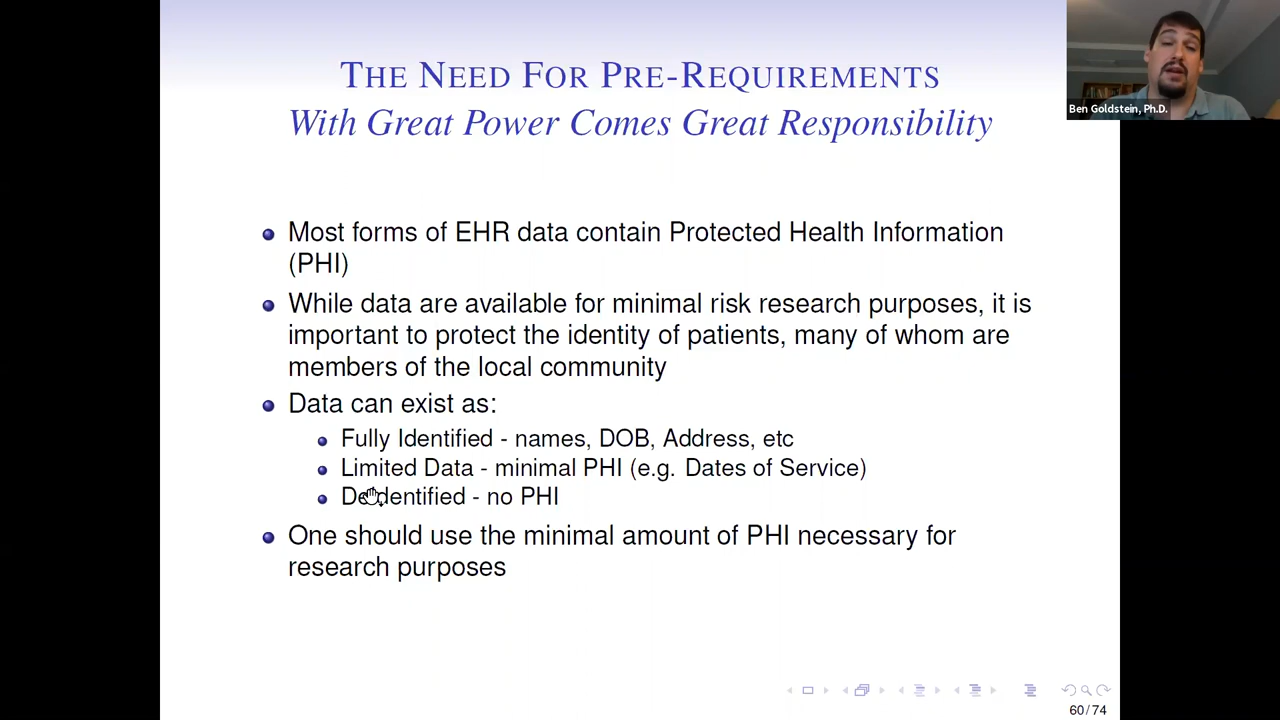 THE NEED FOR PRE-REQUIREMENTS
With Great Power Comes Great Responsibility
Ben Goldstein, Ph.D.
Most forms of EHR data contain Protected Health Information
(PHI)
While data are available for minimal risk research purposes, it is
important to protect the identity of patients, many of whom are
members of the local community
Data can exist as:
Fully Identified - names, DOB, Address, etc
Limited Data - minimal PHI (e.g. Dates of Service)
Deidentified - no PHI
One should use the minimal amount of PHI necessary for
research purposes
60/74